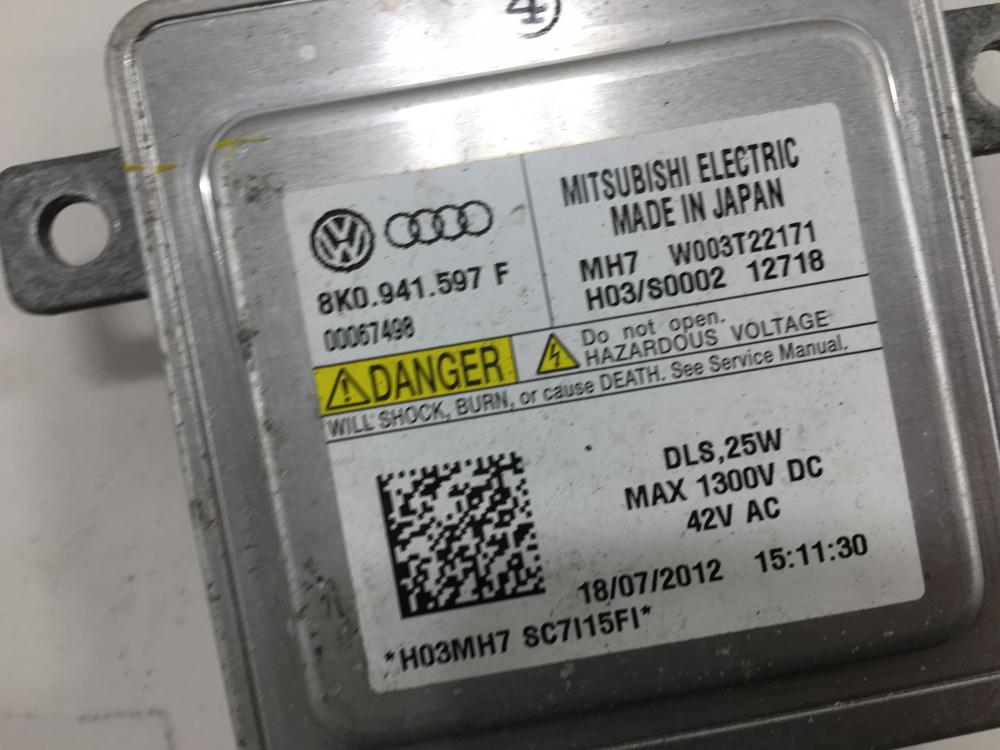 4
8K0.941.597 F
00067498
MITSUBISHI ELECTRIC
MADE IN JAPAN
MH7 W003T22171
H03/S0002 12718
DANGER
Do not open.
HAZARDOUS VOLTAGE
WILL SHOCK, BURN, or cause DEATH. See Service Manual.
DLS,25W
MAX 1300V DC
42V AC
18/07/2012 15:11:30
*H03MH7 SC7I15FI*